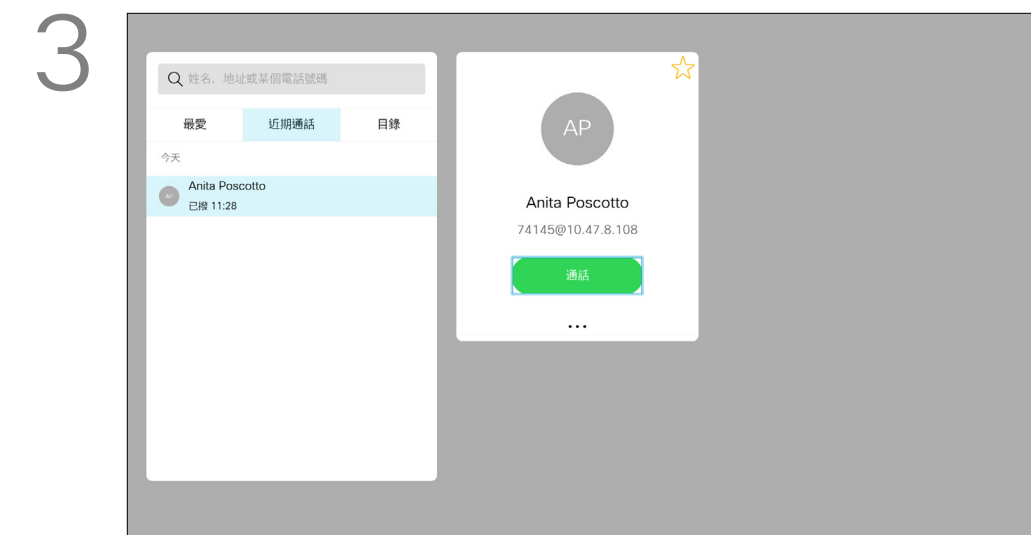 3
姓名、地址或某個電話號碼
最愛 近期通話 目錄
今天
AP
Anita Poscotto
已撥 11:28
AP
Anita Poscotto
74145@10.47.8.108
通話
...